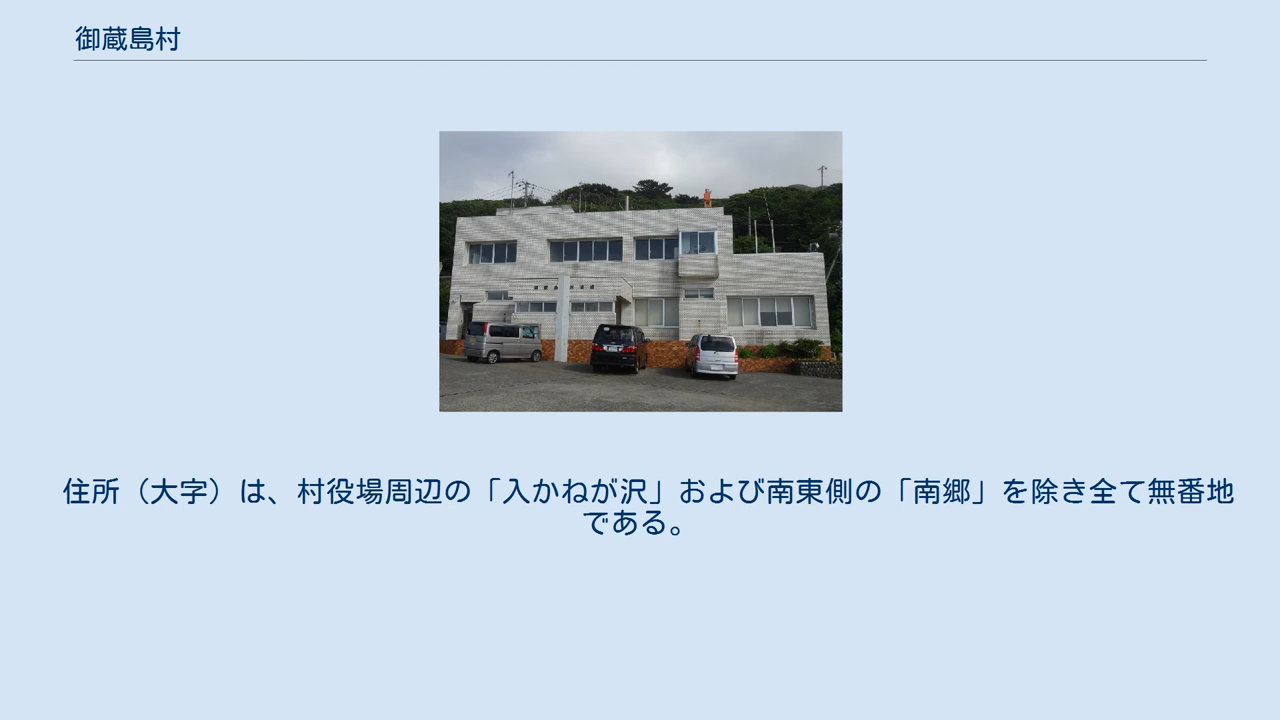 御蔵島村
住所（大字）は、村役場周辺の「入かねが沢」および南東側の「南郷」を除き全て無番地
である。